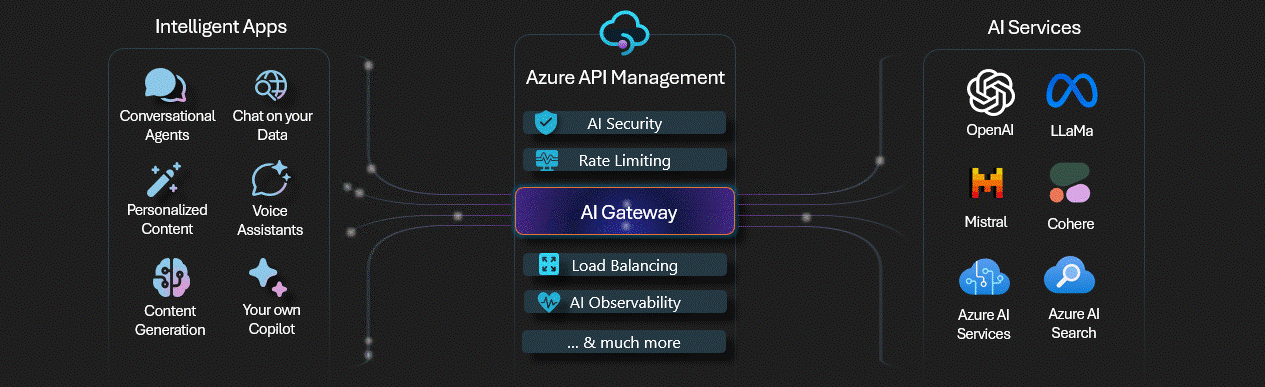 Intelligent Apps
Conversational
Agents
Chat on your
Data
Personalized
Content
Voice
Assistants
Content
Generation
Your own
Copilot
Azure API Management
AI Security
Rate Limiting
AI Gateway
Load Balancing
AI Observability
... & much more
AI Services
OpenAI
LLaMa
Mistral
Cohere
Azure AI
Services
Azure AI
Search